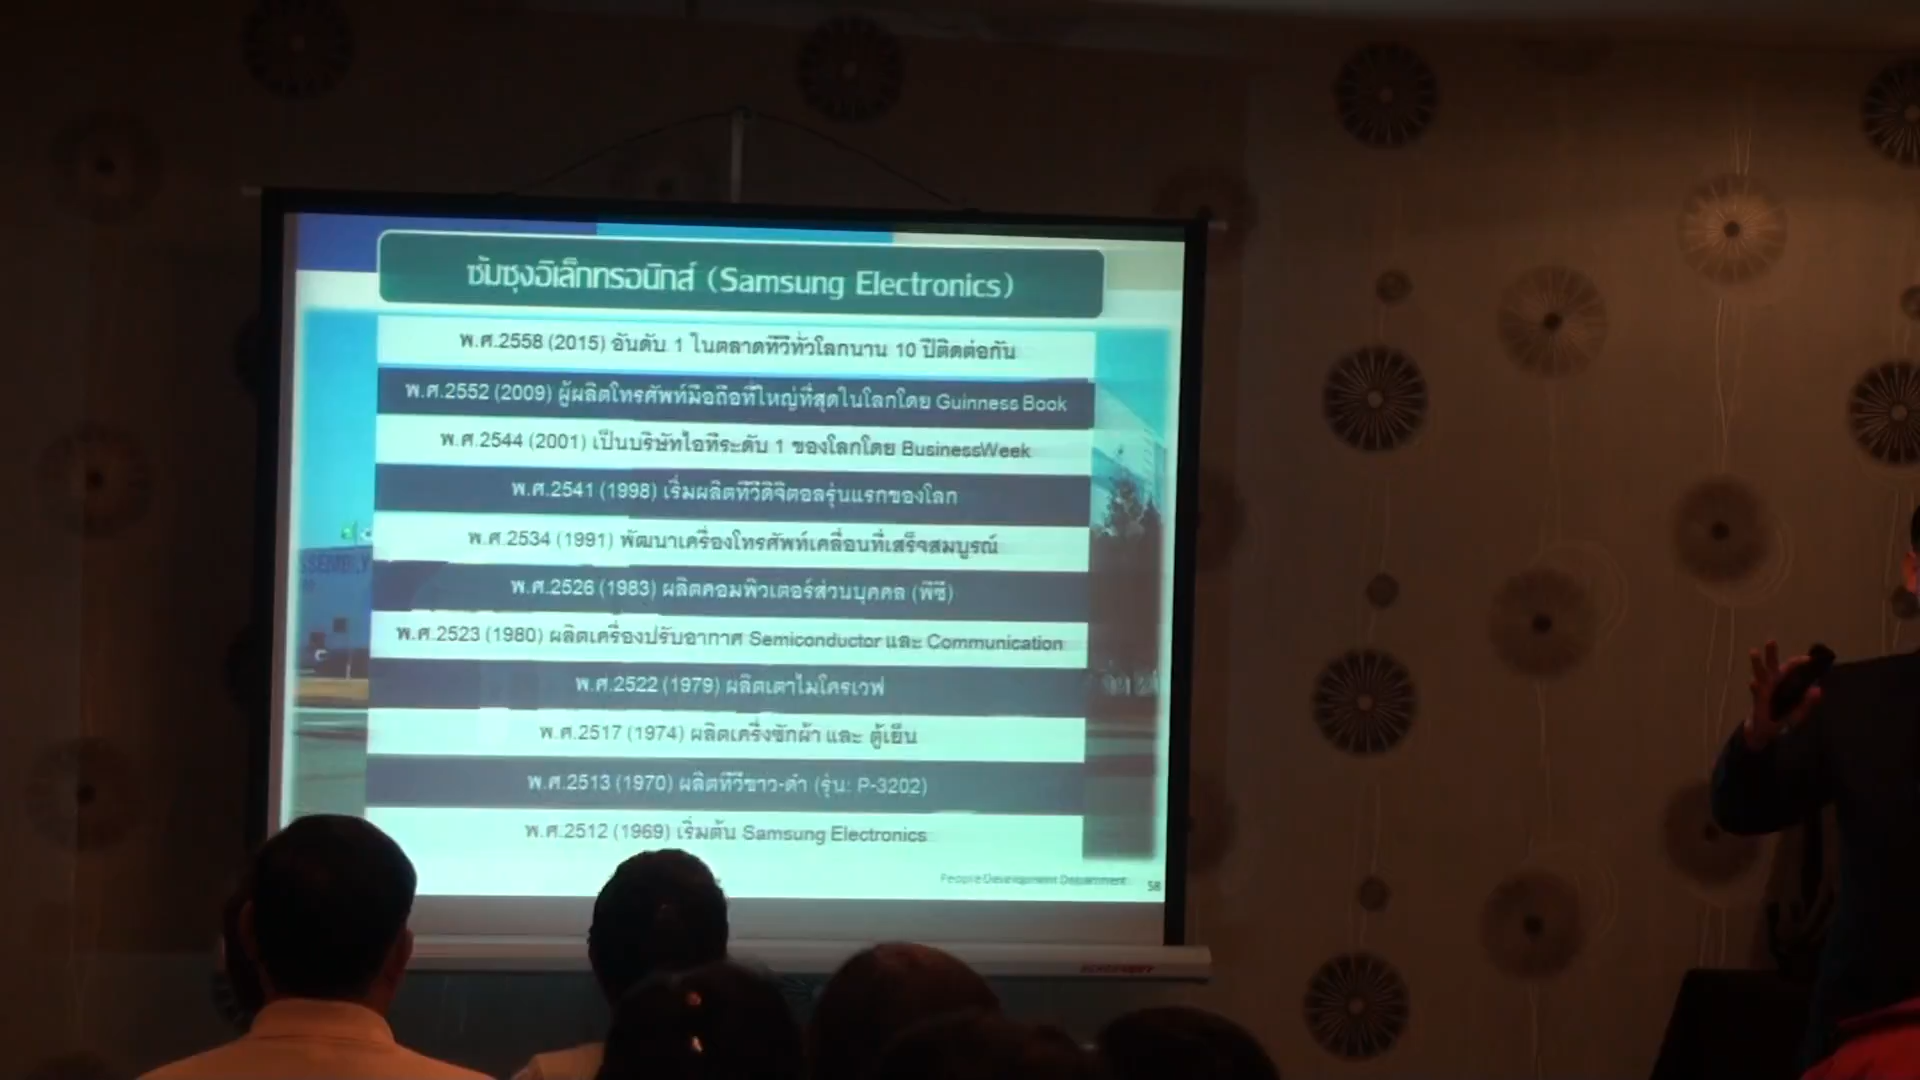 ซัมซุงอิเล็กทรอนิกส์ (Samsung Electronics)
พ.ศ.2558 (2015) อันดับ 1 ในตลาดทีวีทั่วโลกนาน 10 ปีติดต่อกัน
พ.ศ.2552 (2009) ผู้ผลิตโทรศัพท์มือถือที่ใหญ่ที่สุดในโลกโดย Guinness Book
พ.ศ.2544 (2001) เป็นบริษัทไอทีระดับ 1 ของโลกโดย BusinessWeek
พ.ศ.2541 (1998) เริ่มผลิตทีวีดิจิตอลรุ่นแรกของโลก
พ.ศ.2534 (1991) พัฒนาเครื่องโทรศัพท์เคลื่อนที่เสร็จสมบูรณ์
พ.ศ.2526 (1983) ผลิตคอมพิวเตอร์ส่วนบุคคล (พีซี)
พ.ศ.2523 (1980) ผลิตเครื่องปรับอากาศ Semiconductor และ Communication
พ.ศ.2522 (1979) ผลิตเตาไมโครเวฟ
พ.ศ.2517 (1974) ผลิตเครื่งซักผ้า และ ตู้เย็น
พ.ศ.2513 (1970) ผลิตทีวีขาว-ดำ (รุ่น: P-3202)
พ.ศ.2512 (1969) เริ่มต้น Samsung Electronics
People Development Department
58